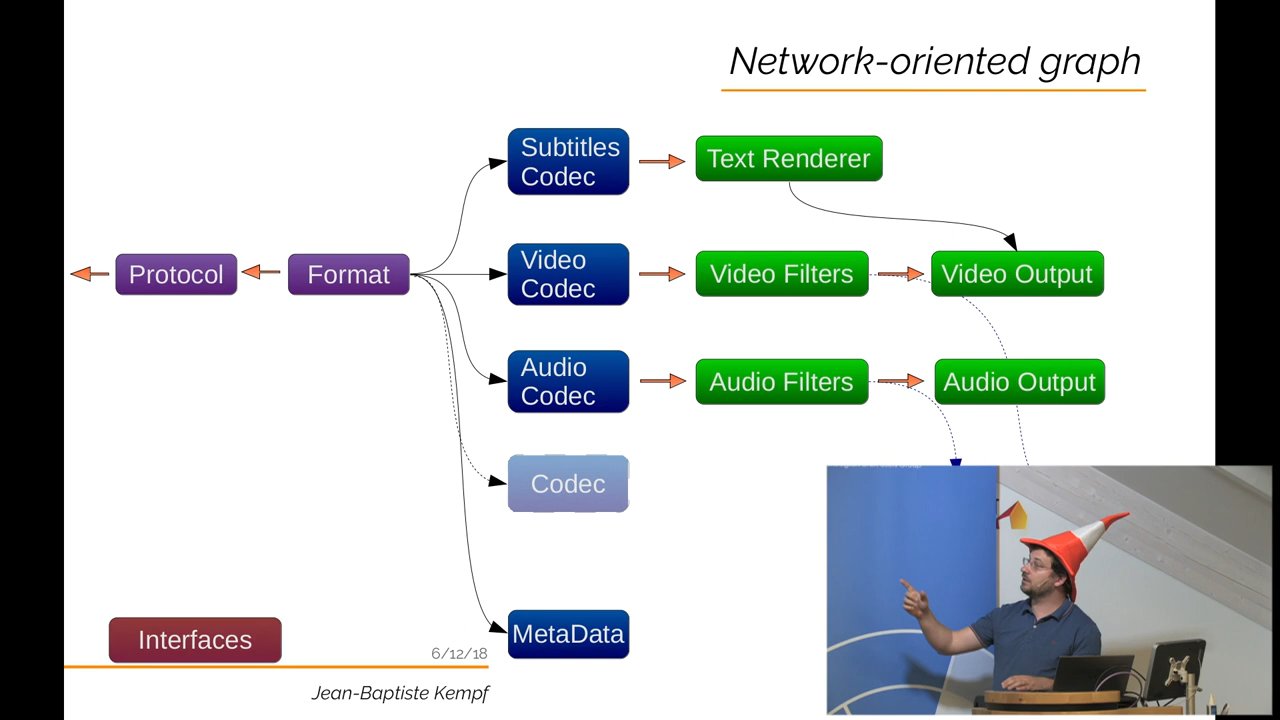 Network-oriented graph
Subtitles
Codec
Text Renderer
Protocol
Format
Video
Codec
Video Filters
Video Output
Audio
Codec
Audio Filters
Audio Output
Codec
MetaData
Interfaces
6/12/18
Jean-Baptiste Kempf